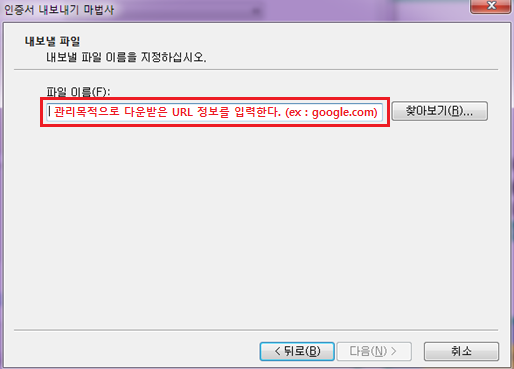 인증서 내보내기 마법사
내보낼 파일
내보낼 파일 이름을 지정하십시오.
파일 이름(F):
관리목적으로 다운받은 URL 정보를 입력한다. (ex : google.com)
찾아보기(R)...
< 뒤로(B)
다음(N) >
취소